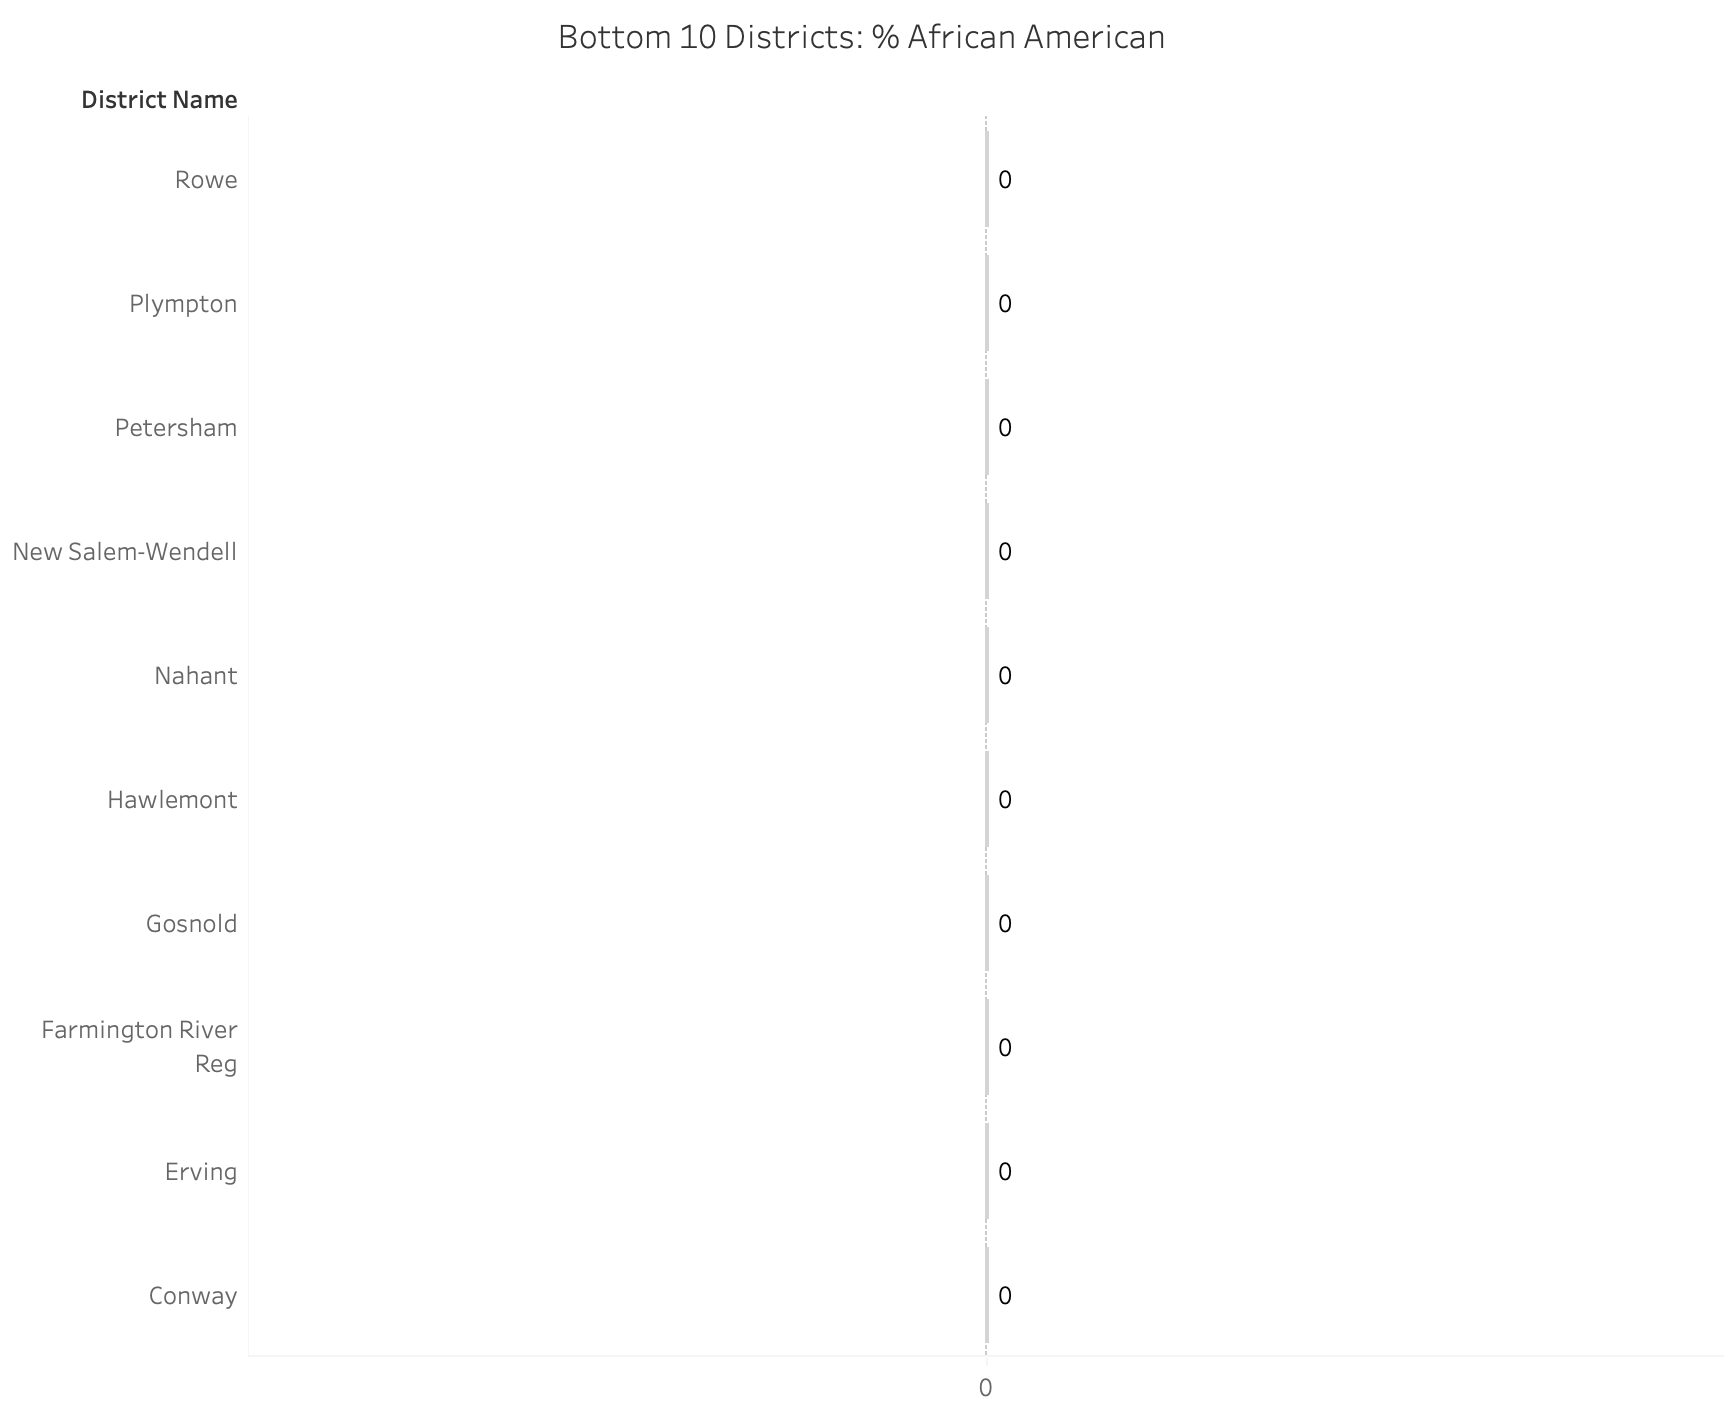 Bottom 10 Districts: % African American
District Name
Rowe
0
Plympton
0
Petersham
0
New Salem-Wendell
0
Nahant
0
Hawlemont
0
Gosnold
0
Farmington River
Reg
0
Erving
0
Conway
0
0